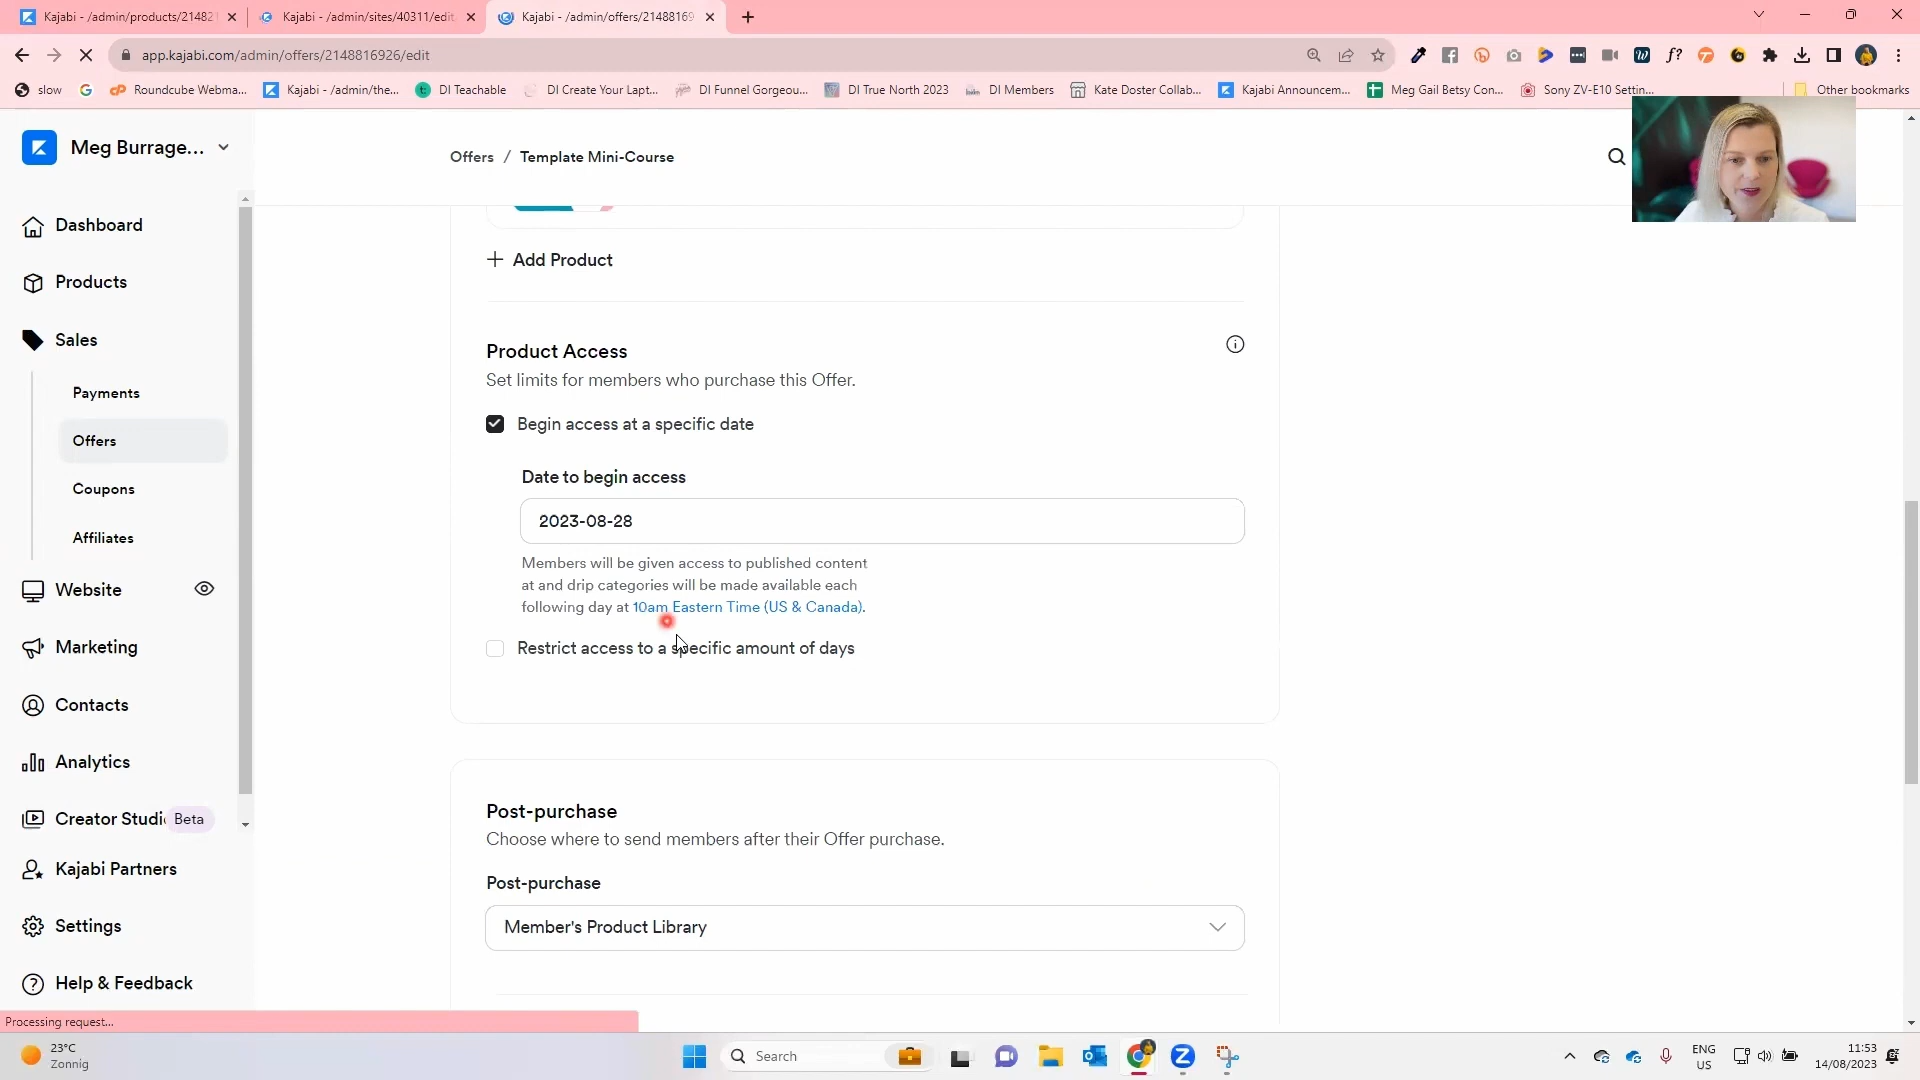 Kajabi - /admin/products/21482
Kajabi - /admin/sites/40311/edit
Kajabi - /admin/offers/21488169
app.kajabi.com/admin/offers/2148816926/edit
slow
Roundcube Webma...
Kajabi - /admin/the...
DI Teachable
DI Create Your Lapt...
DI Funnel Gorgeou...
DI True North 2023
DI Members
Kate Doster Collab...
Kajabi Announcem...
Meg Gail Betsy Con...
Sony ZV-E10 Settin...
Other bookmarks
Meg Burrage...
Offers / Template Mini-Course
Dashboard
Products
Sales
Payments
Offers
Coupons
Affiliates
Website
Marketing
Contacts
Analytics
Creator Studi
Beta
Kajabi Partners
Settings
Help & Feedback
Add Product
Product Access
Set limits for members who purchase this Offer.
Begin access at a specific date
Date to begin access
2023-08-28
Members will be given access to published content
at and drip categories will be made available each
following day at 10am Eastern Time (US & Canada).
Restrict access to a specific amount of days
Post-purchase
Choose where to send members after their Offer purchase.
Post-purchase
Member's Product Library
Processing request...
23°C
Zonnig
Search
ENG
US
11:53
14/08/2023